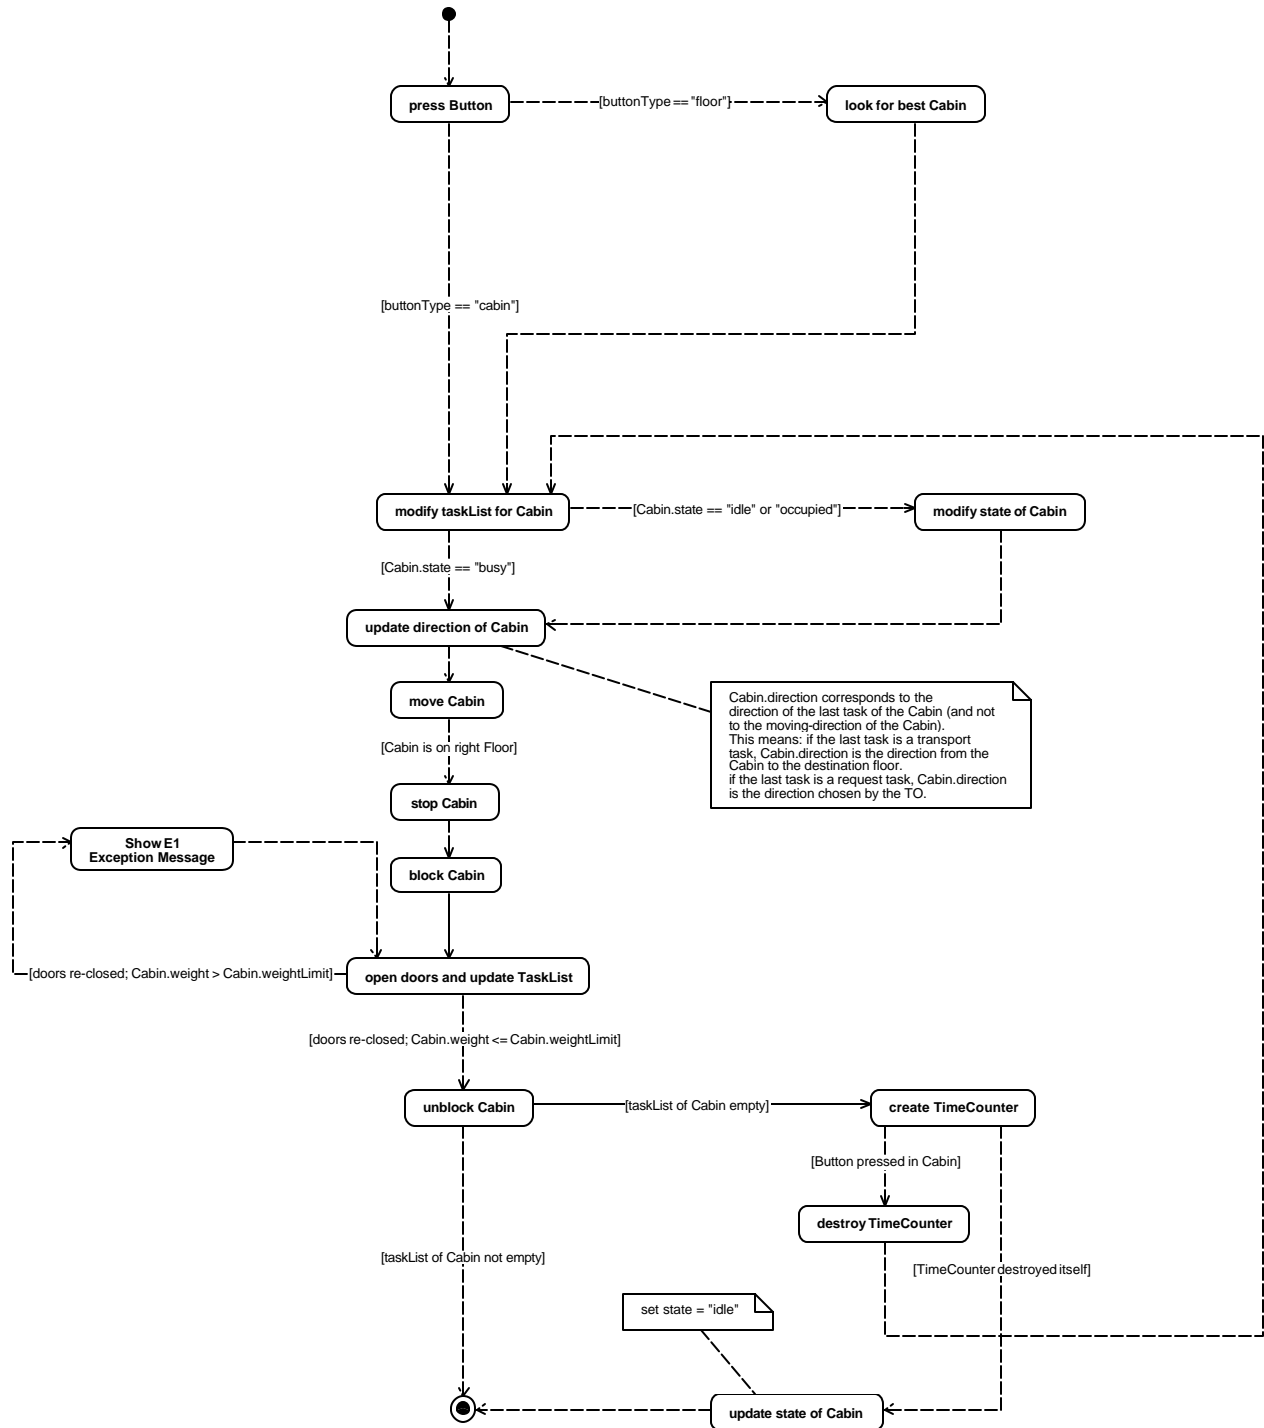 press Button
[buttonType == "floor"]
look for best Cabin
[buttonType == "cabin"]
modify taskList for Cabin
[Cabin.state == "idle" or "occupied"]
modify state of Cabin
[Cabin.state == "busy"]
update direction of Cabin
move Cabin
Cabin.direction corresponds to the
direction of the last task of the Cabin (and not
to the moving-direction of the Cabin).
This means: if the last task is a transport
task, Cabin.direction is the direction from the
Cabin to the destination floor.
if the last task is a request task, Cabin.direction
is the direction chosen by the TO.
[Cabin is on right Floor]
stop Cabin
Show E1
Exception Message
block Cabin
[doors re-closed; Cabin.weight > Cabin.weightLimit]
open doors and update TaskList
[doors re-closed; Cabin.weight <= Cabin.weightLimit]
unblock Cabin
[taskList of Cabin empty]
create TimeCounter
[Button pressed in Cabin]
destroy TimeCounter
[taskList of Cabin not empty]
[TimeCounter destroyed itself]
set state = "idle"
update state of Cabin